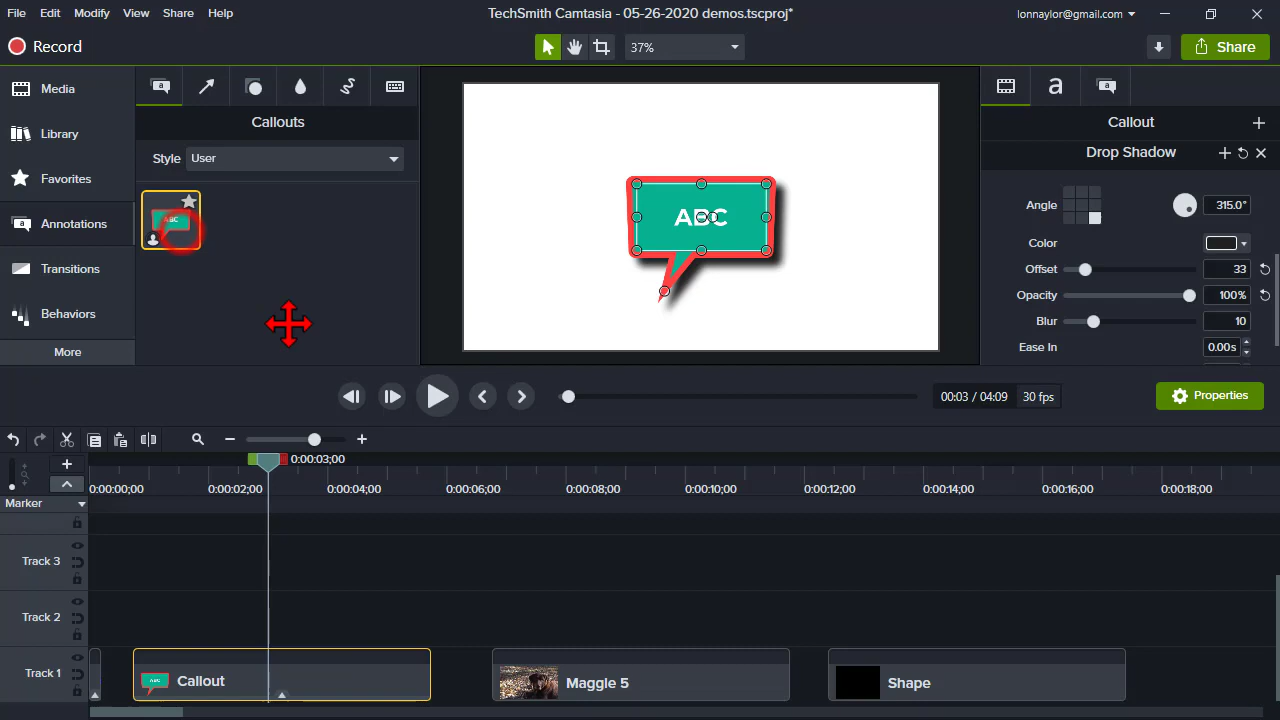 File Edit Modify View Share Help
TechSmith Camtasia - 05-26-2020 demos.tscproj*
lonnaylor@gmail.com
Record
37%
Share
Media
Library
Favorites
Annotations
Transitions
Behaviors
More
Callouts
Style User
ABC
ABC
Callout
Drop Shadow
Angle 315.0°
Color
Offset 33
Opacity 100%
Blur 10
Ease In 0.00s
00:03 / 04:09 30 fps
Properties
0:00:03;00
0:00:00;00 0:00:02;00 0:00:04;00 0:00:06;00 0:00:08;00 0:00:10;00 0:00:12;00 0:00:14;00 0:00:16;00 0:00:18;00
Marker
Track 3
Track 2
Track 1
ABC
Callout
Maggie 5
Shape